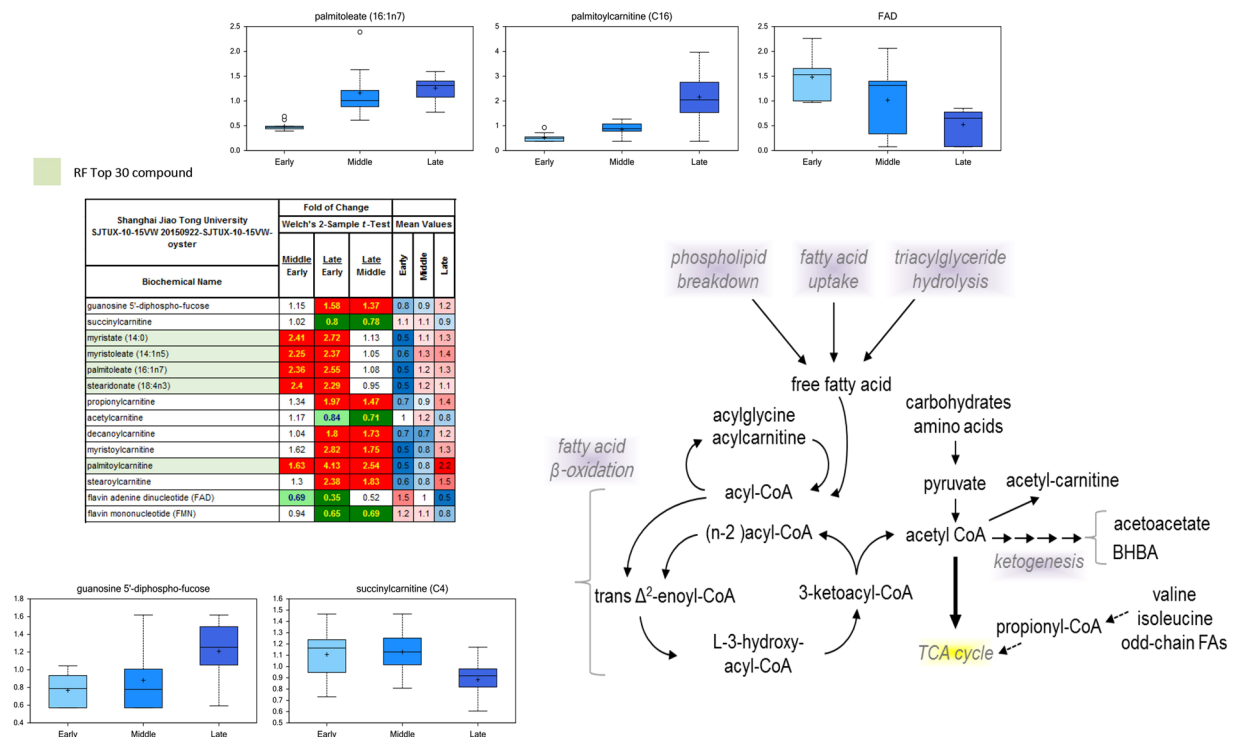 palmitoleate (16:1n7)
2.5
2.0
1.5
1.0
0.5
0.0
Early Middle Late
palmitoylcarnitine (C16)
5
4
3
2
1
0
Early Middle Late
FAD
2.5
2.0
1.5
1.0
0.5
0.0
Early Middle Late
RF Top 30 compound
Shanghai Jiao Tong University
SJTUX-10-15VW 20150922-SJTUX-10-15VW-
oyster
Fold of Change
Welch's 2-Sample t-Test Mean Values
Middle Late Late
Early Early Middle
Early Middle Late
Biochemical Name
guanosine 5'-diphospho-fucose 1.15 1.58 1.37 0.8 0.9 1.2
succinylcarnitine 1.02 0.8 0.78 1.1 1.1 0.9
myristate (14:0) 2.41 2.72 1.13 0.5 1.1 1.3
myristoleate (14:1n5) 2.25 2.37 1.05 0.6 1.3 1.4
palmitoleate (16:1n7) 2.36 2.55 1.08 0.5 1.2 1.3
stearidonate (18:4n3) 2.4 2.29 0.95 0.5 1.2 1.1
propionylcarnitine 1.34 1.97 1.47 0.7 0.9 1.4
acetylcarnitine 1.17 0.84 0.71 1 1.2 0.8
decanoylcarnitine 1.04 1.8 1.73 0.7 0.7 1.2
myristoylcarnitine 1.62 2.82 1.75 0.5 0.8 1.3
palmitoylcarnitine 1.63 4.13 2.54 0.5 0.8 2.2
stearoylcarnitine 1.3 2.38 1.83 0.6 0.8 1.5
flavin adenine dinucleotide (FAD) 0.69 0.35 0.52 1.5 1 0.5
flavin mononucleotide (FMN) 0.94 0.65 0.69 1.2 1.1 0.8
guanosine 5'-diphospho-fucose
1.8
1.6
1.4
1.2
1.0
0.8
0.6
0.4
Early Middle Late
succinylcarnitine (C4)
1.6
1.5
1.4
1.3
1.2
1.1
1.0
0.9
0.8
0.7
0.6
0.5
Early Middle Late
phospholipid
breakdown
fatty acid
uptake
triacylglyceride
hydrolysis
free fatty acid
acylglycine
acylcarnitine
carbohydrates
amino acids
fatty acid
β-oxidation
acyl-CoA
pyruvate
acetyl-carnitine
(n-2 )acyl-CoA
acetyl CoA
acetoacetate
BHBA
ketogenesis
trans Δ²-enoyl-CoA
3-ketoacyl-CoA
valine
isoleucine
odd-chain FAs
propionyl-CoA
L-3-hydroxy-
acyl-CoA
TCA cycle